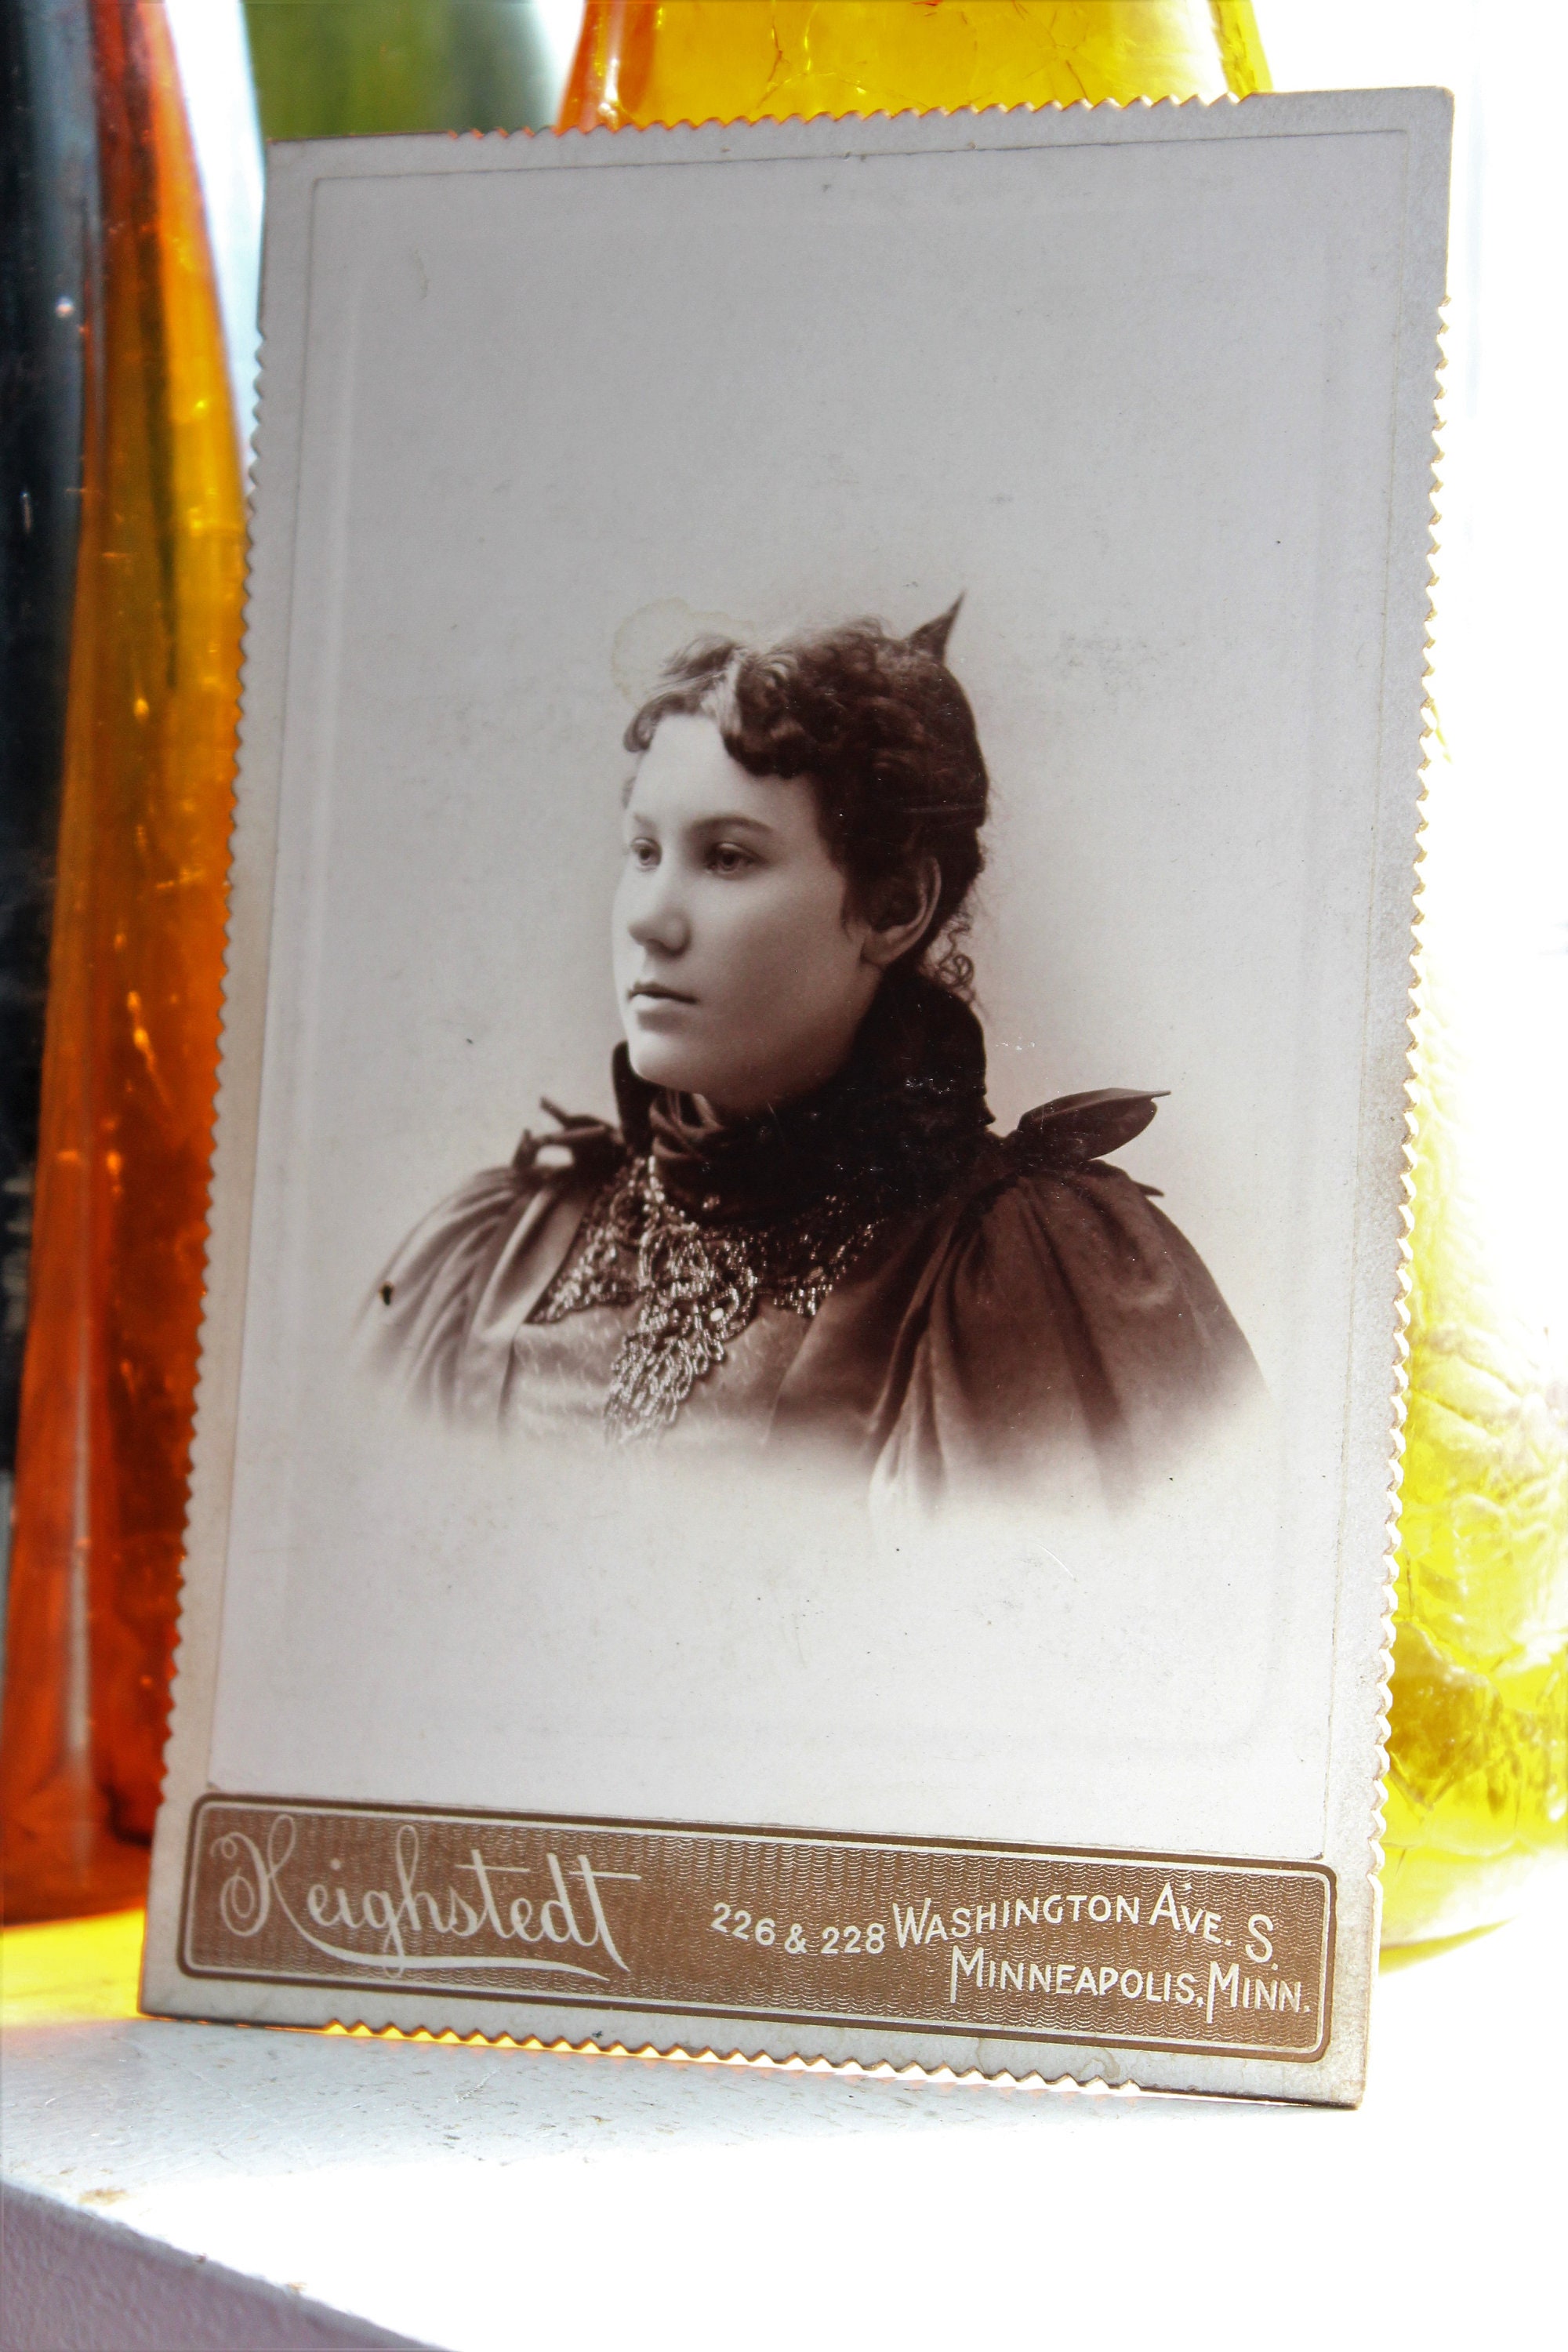 Heighstedt
226 & 228 WASHINGTON AVE. S.
MINNEAPOLIS, MINN.